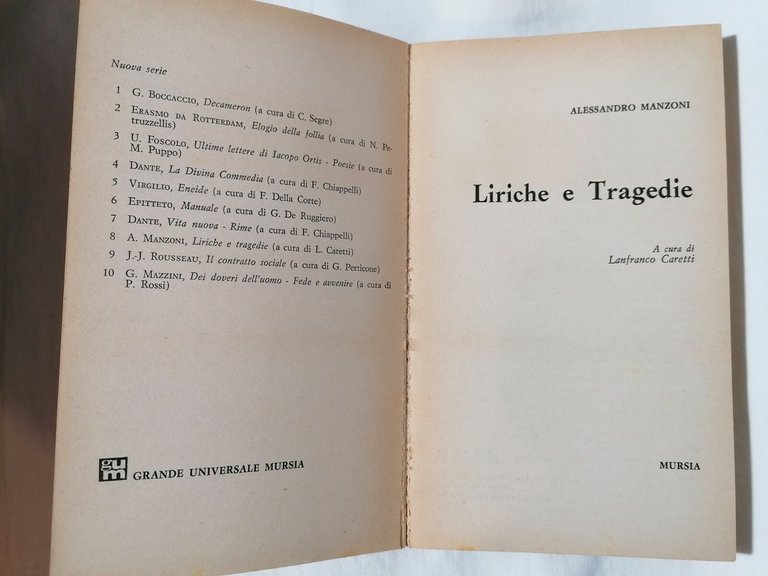 Nuova serie
1 G. Boccaccio, Decameron (a cura di C. Segre)
2 Erasmo da Rotterdam, Elogio della follia (a cura di N. Pe-
truzzellis)
3 U. Foscolo, Ultime lettere di Iacopo Ortis - Poesie (a cura di
M. Puppo)
4 Dante, La Divina Commedia (a cura di F. Chiappelli)
5 Virgilio, Eneide (a cura di F. Della Corte)
6 Epitteto, Manuale (a cura di G. De Ruggiero)
7 Dante, Vita nuova - Rime (a cura di F. Chiappelli)
8 A. Manzoni, Liriche e tragedie (a cura di L. Caretti)
9 J.-J. Rousseau, Il contratto sociale (a cura di G. Perticone)
10 G. Mazzini, Dei doveri dell'uomo - Fede e avvenire (a cura di
P. Rossi)
gum GRANDE UNIVERSALE MURSIA
ALESSANDRO MANZONI
Liriche e Tragedie
A cura di
Lanfranco Caretti
MURSIA